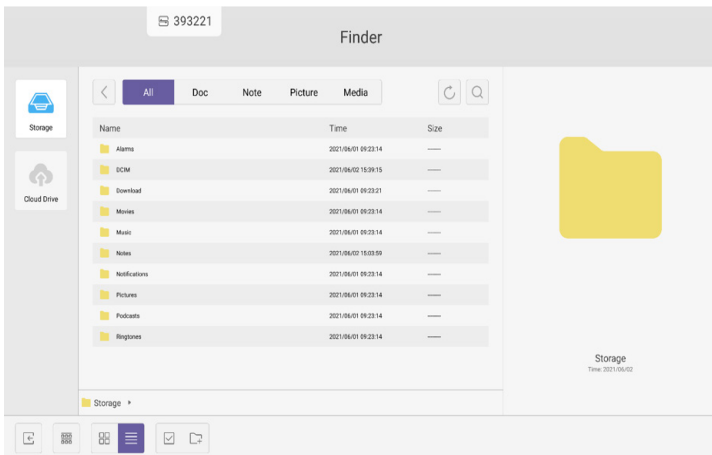 393221
Finder
Storage
Cloud Drive
All Doc Note Picture Media
Name Time Size
Alarms 2021/06/01 09:23:14 -----
DCIM 2021/06/02 15:39:15 -----
Download 2021/06/01 09:23:21 -----
Movies 2021/06/01 09:23:14 -----
Music 2021/06/01 09:23:14 -----
Notes 2021/06/02 15:03:59 -----
Notifications 2021/06/01 09:23:14 -----
Pictures 2021/06/01 09:23:14 -----
Podcasts 2021/06/01 09:23:14 -----
Ringtones 2021/06/01 09:23:14 -----
Storage
Time: 2021/06/02
Storage